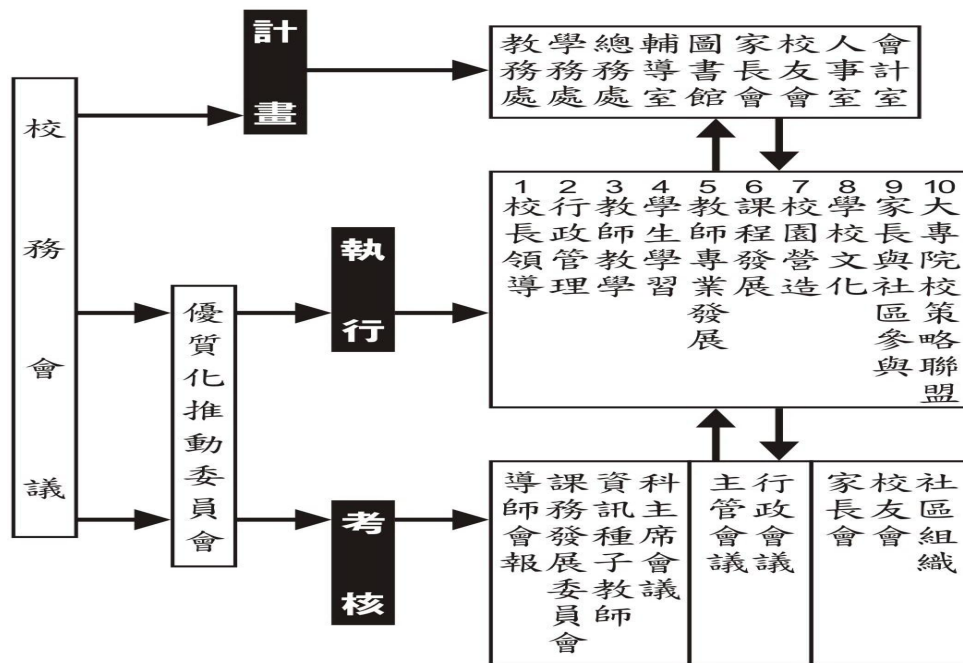 校務會議
優質化推動委員會
計畫
執行
考核
教務處
學務處
總務處
輔導室
圖書館
家長會
校友會
人事室
會計室
1 校長領導
2 行政管理
3 教師教學
4 學生學習
5 教師專業發展
6 課程發展
7 校園營造
8 學校文化
9 家長與社區參與
10 大專院校策略聯盟
導師會報
課務發展委員會
資訊種子教師
科主席會議
主管會議
行政會議
家長會
校友會
社區組織